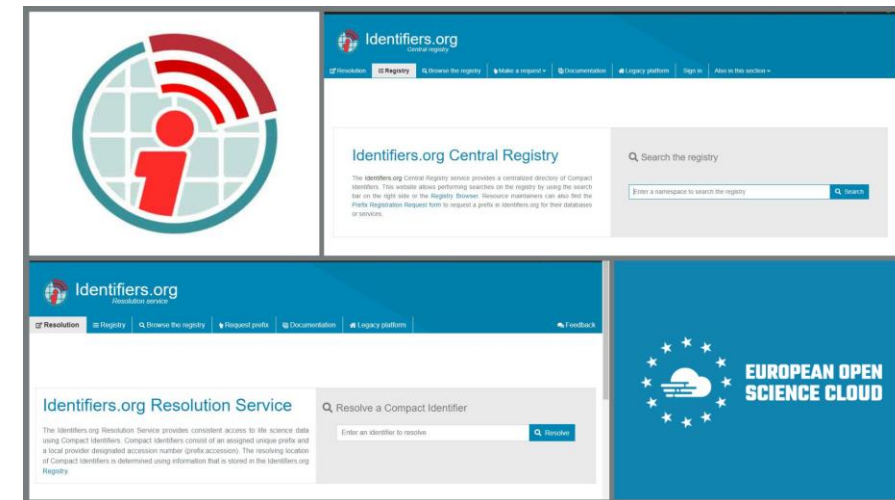 Identifiers.org
Central registry
Resolution
Registry
Browse the registry
Make a request
Documentation
Legacy platform
Sign in
Also in this section
Identifiers.org Central Registry
The Identifiers.org Central Registry service provides a centralized directory of Compact
Identifiers. This website allows performing searches on the registry by using the search
bar on the right side or the Registry Browser. Resource maintainers can also find the
Prefix Registration Request form to request a prefix in Identifiers.org for their databases
or services.
Search the registry
Enter a namespace to search the registry
Search
Identifiers.org
Resolution service
Resolution
Registry
Browse the registry
Request prefix
Documentation
Legacy platform
Feedback
Identifiers.org Resolution Service
The Identifiers.org Resolution Service provides consistent access to life science data
using Compact Identifiers. Compact Identifiers consist of an assigned unique prefix and
a local provider designated accession number (prefix:accession). The resolving location
of Compact Identifiers is determined using information that is stored in the Identifiers.org
Registry.
Resolve a Compact Identifier
Enter an identifier to resolve
Resolve
EUROPEAN OPEN
SCIENCE CLOUD